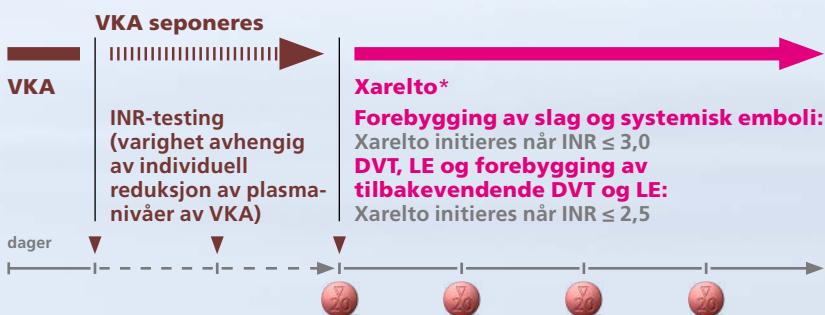 VKA seponeres
VKA
Xarelto*
INR-testing
(varighet avhengig
av individuell
reduksjon av plasma-
nivåer av VKA)
Forebygging av slag og systemisk emboli:
Xarelto initieres når INR ≤ 3,0
DVT, LE og forebygging av
tilbakevendende DVT og LE:
Xarelto initieres når INR ≤ 2,5
dager
20
20
20
20